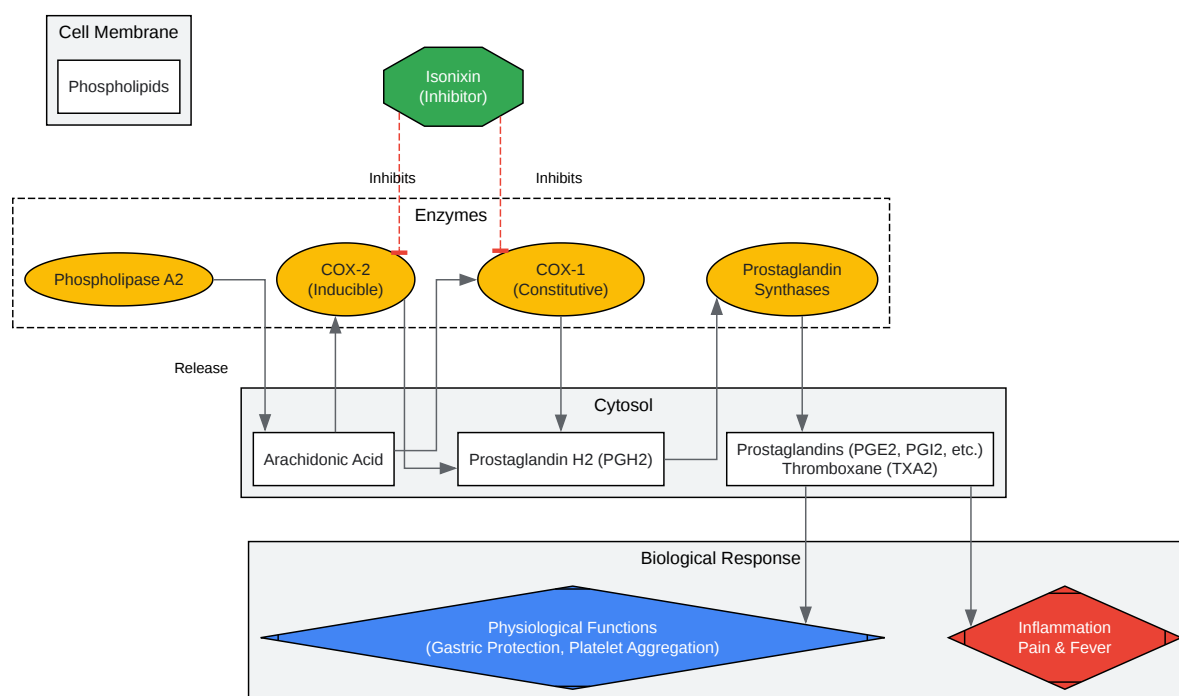 Cell Membrane
Phospholipids
Isonixin
(Inhibitor)
Inhibits
Inhibits
Enzymes
Phospholipase A2
COX-2
(Inducible)
COX-1
(Constitutive)
Prostaglandin
Synthases
Release
Cytosol
Arachidonic Acid
Prostaglandin H2 (PGH2)
Prostaglandins (PGE2, PGI2, etc.)
Thromboxane (TXA2)
Biological Response
Physiological Functions
(Gastric Protection, Platelet Aggregation)
Inflammation
Pain & Fever